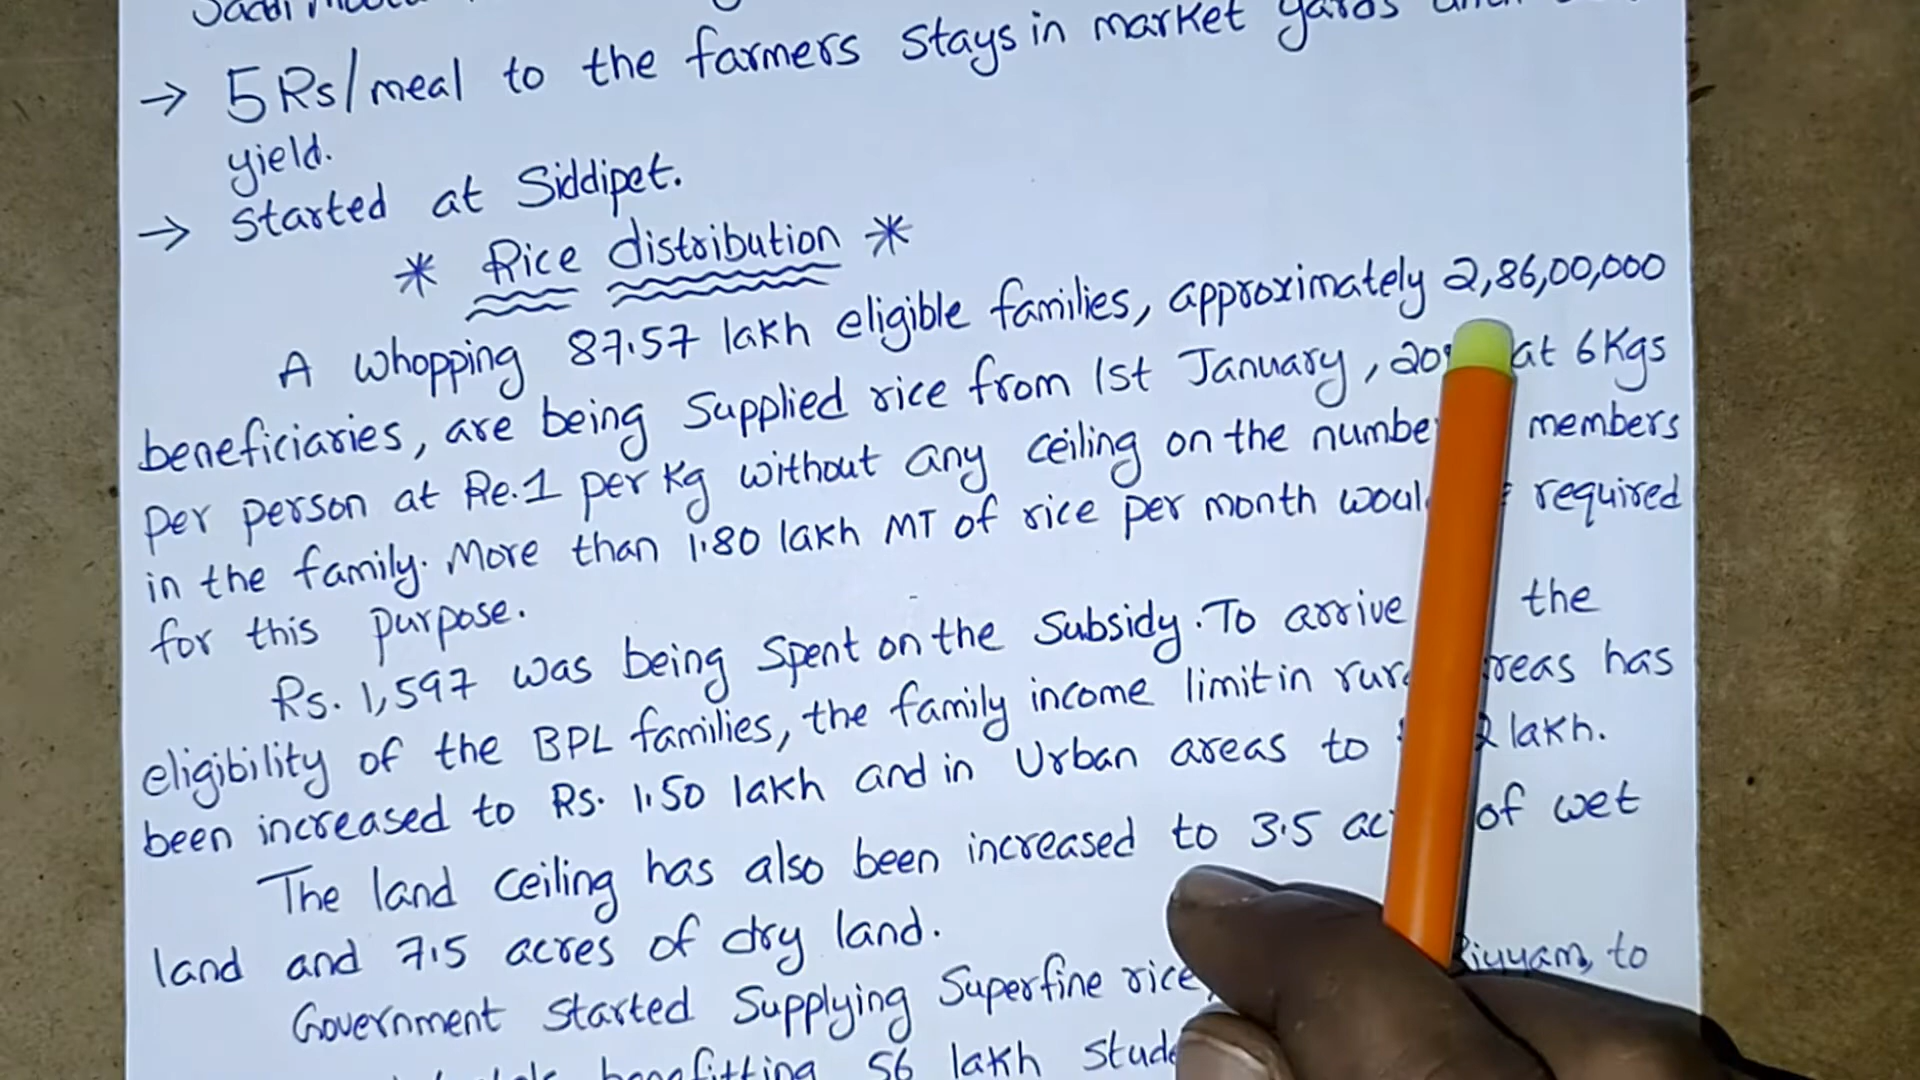 → 5Rs/meal to the farmers stays in market yards
yield.
→ Started at Siddipet.
* Rice distribution *
A whopping 87.57 lakh eligible families, approximately 2,86,00,000
beneficiaries, are being supplied rice from 1st January, at 6Kgs
per person at Re.1 per Kg without any ceiling on the members
in the family. More than 1.80 lakh MT of rice per month required
for this purpose.
Rs. 1,597 was being spent on the Subsidy. To arrive the
eligibility of the BPL families, the family income limit in has
been increased to Rs. 1.50 lakh and in Urban areas to lakh.
The land ceiling has also been increased to 3.5 of wet
land and 7.5 acres of dry land.
Government started supplying Superfine rice, to
benefitting 56 lakh